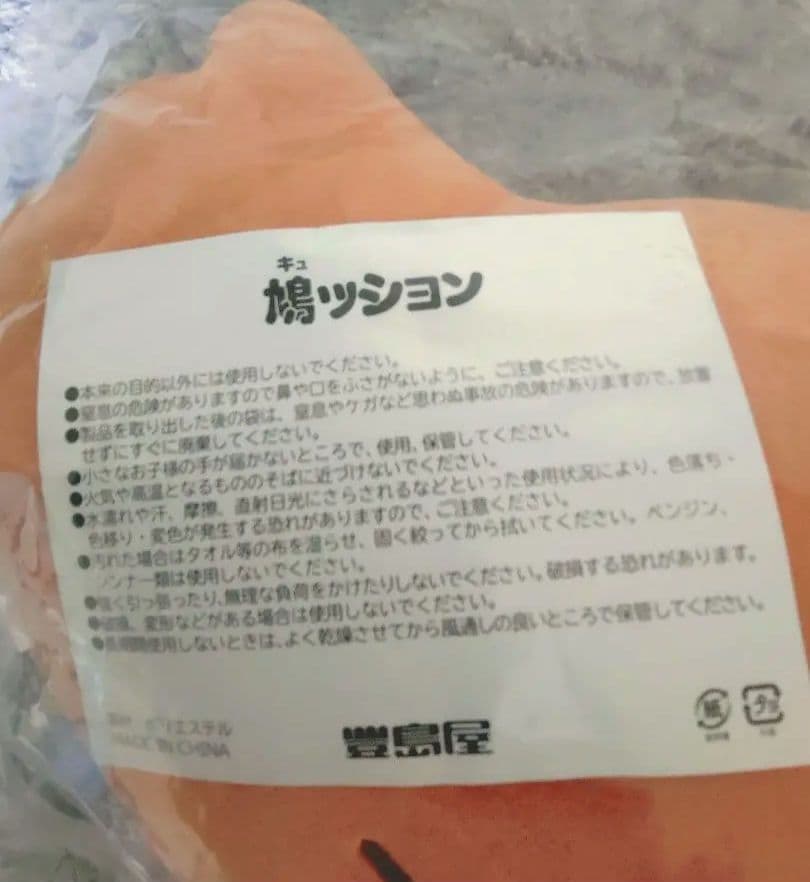 キュ
鳩ッション
●本来の目的以外には使用しないでください。
●窒息の危険がありますので鼻や口をふさがないように、ご注意ください。
●製品を取り出した後の袋は、窒息やケガなど思わぬ事故の危険がありますので、放置
せずにすぐに廃棄してください。
●小さなお子様の手が届かないところで、使用、保管してください。
●火気や高温となるもののそばに近づけないでください。
●水濡れや汗、摩擦、直射日光にさらされるなどといった使用状況により、色落ち・
色移り・変色が発生する恐れがありますので、ご注意ください。
●汚れた場合はタオル等の布を湿らせ、固く絞ってから拭いてください。ベンジン、
シンナー類は使用しないでください。
●強く引っ張ったり、無理な負荷をかけたりしないでください。破損する恐れがあります。
●破損、変形などがある場合は使用しないでください。
●長期間使用しないときは、よく乾燥させてから風通しの良いところで保管してください。
エステル
MADE IN CHINA
豊島屋
紙
プラ